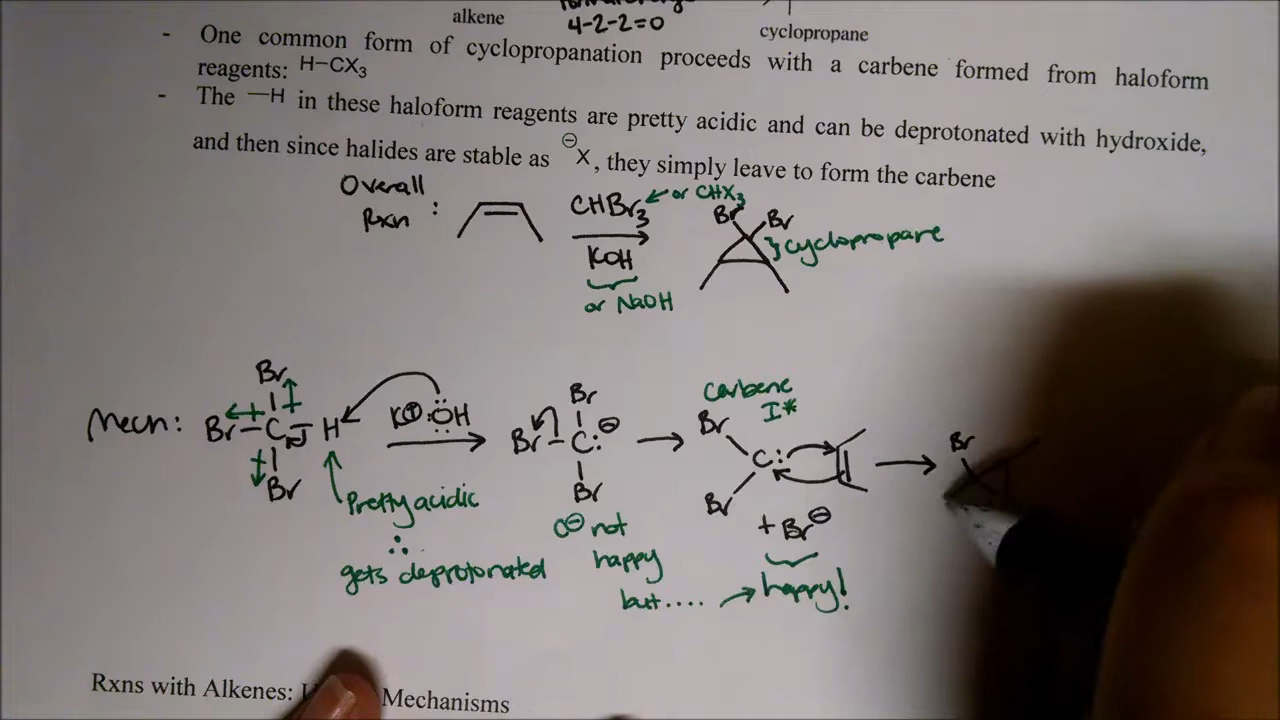 alkene
4-2-2=0
cyclopropane
- One common form of cyclopropanation proceeds with a carbene formed from haloform
reagents: H-CX3
- The -H in these haloform reagents are pretty acidic and can be deprotonated with hydroxide,
and then since halides are stable as ⊖X, they simply leave to form the carbene
Overall
Rxn :
CHBr3 ← or CHX3
KOH
or NaOH
Br Br
} cyclopropane
Mech:
Br
Br-C-H
Br
K⊕ :ÖH
Pretty acidic
∴
gets deprotonated
Br
Br-C:⊖
Br
C⊖ not
happy
but.... → happy!
carbene
I*
Br
C:
Br
+ Br⊖
Br
Rxns with Alkenes: Mechanisms